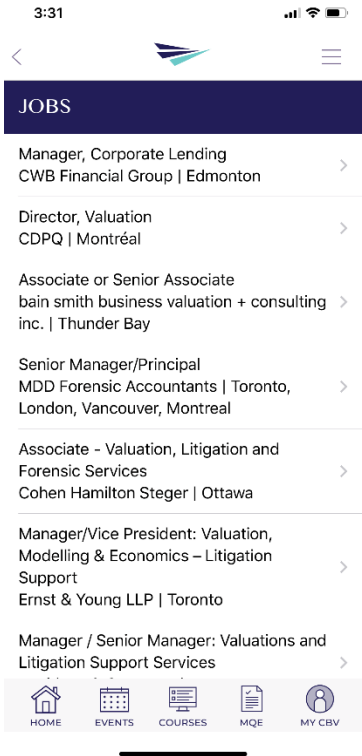 3:31
JOBS
Manager, Corporate Lending
CWB Financial Group | Edmonton
Director, Valuation
CDPQ | Montréal
Associate or Senior Associate
bain smith business valuation + consulting
inc. | Thunder Bay
Senior Manager/Principal
MDD Forensic Accountants | Toronto,
London, Vancouver, Montreal
Associate - Valuation, Litigation and
Forensic Services
Cohen Hamilton Steger | Ottawa
Manager/Vice President: Valuation,
Modelling & Economics – Litigation
Support
Ernst & Young LLP | Toronto
Manager / Senior Manager: Valuations and
Litigation Support Services
HOME EVENTS COURSES MQE MY CBV